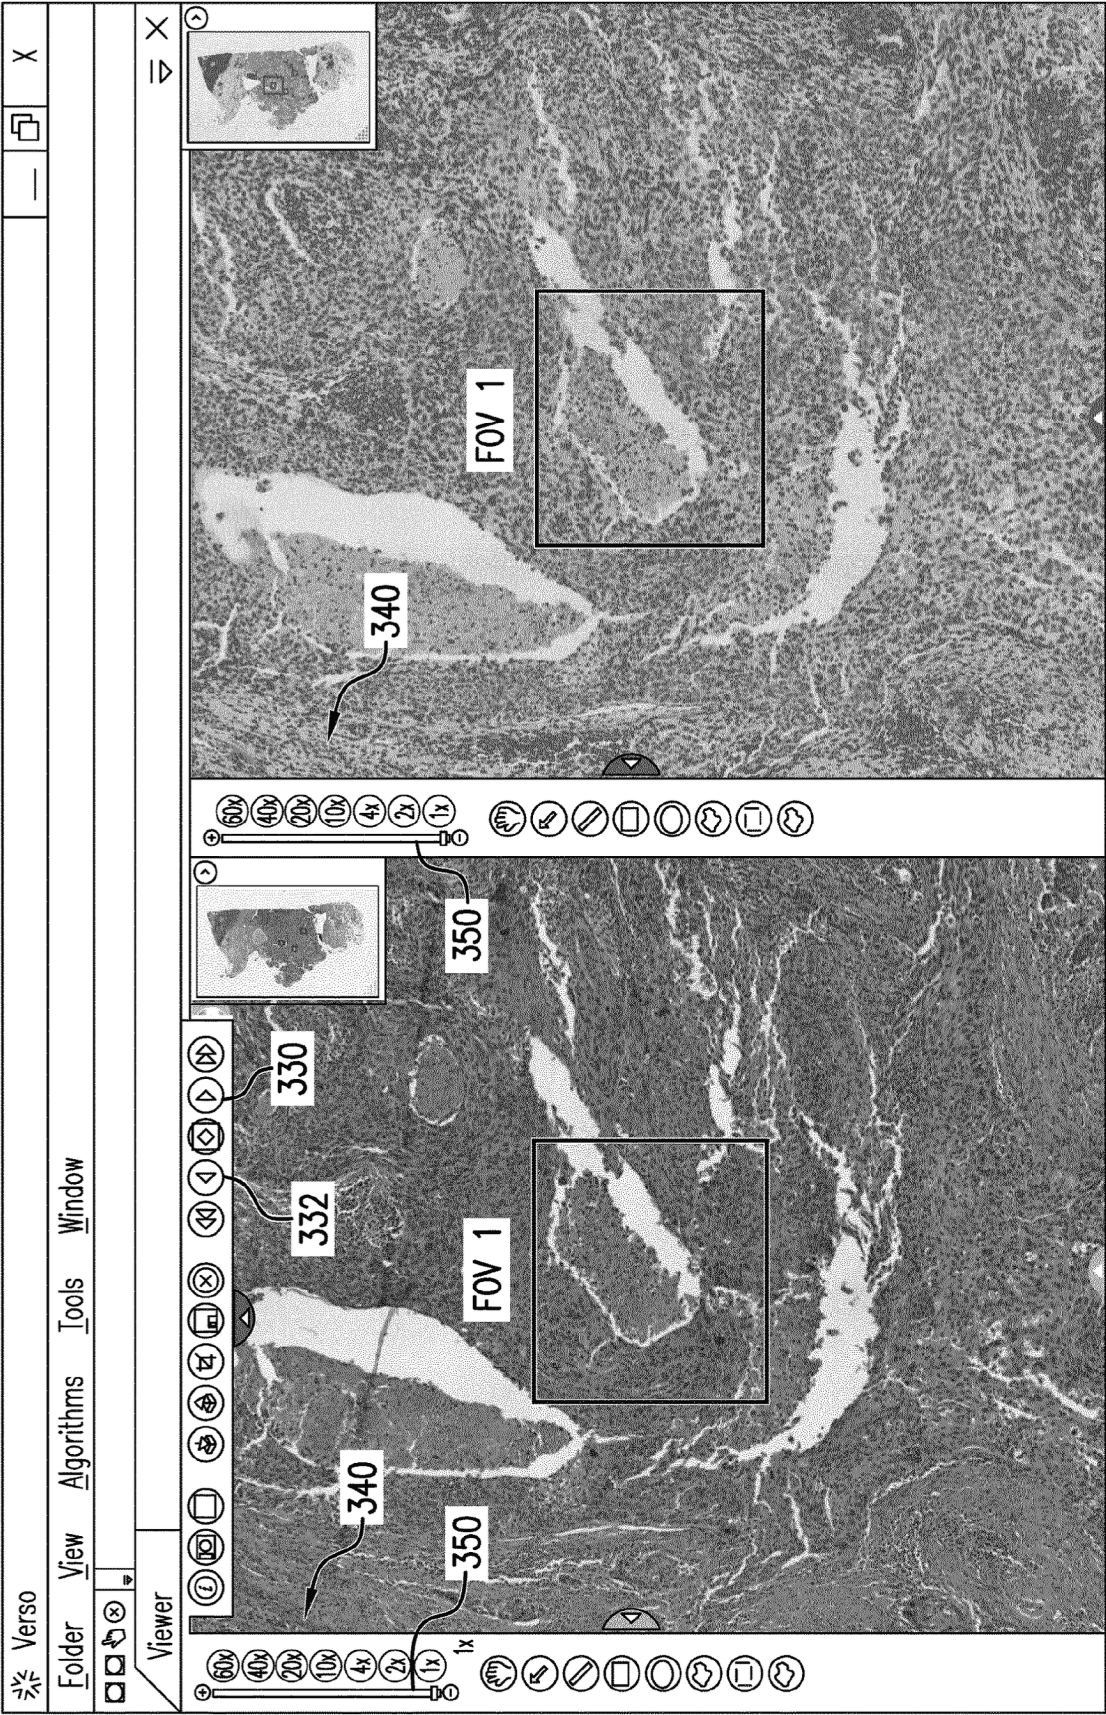 Verso
Folder View Algorithms Tools Window
Viewer
60x
40x
20x
10x
4x
2x
1x
1x
350
340
FOV 1
332
330
60x
40x
20x
10x
4x
2x
1x
350
340
FOV 1